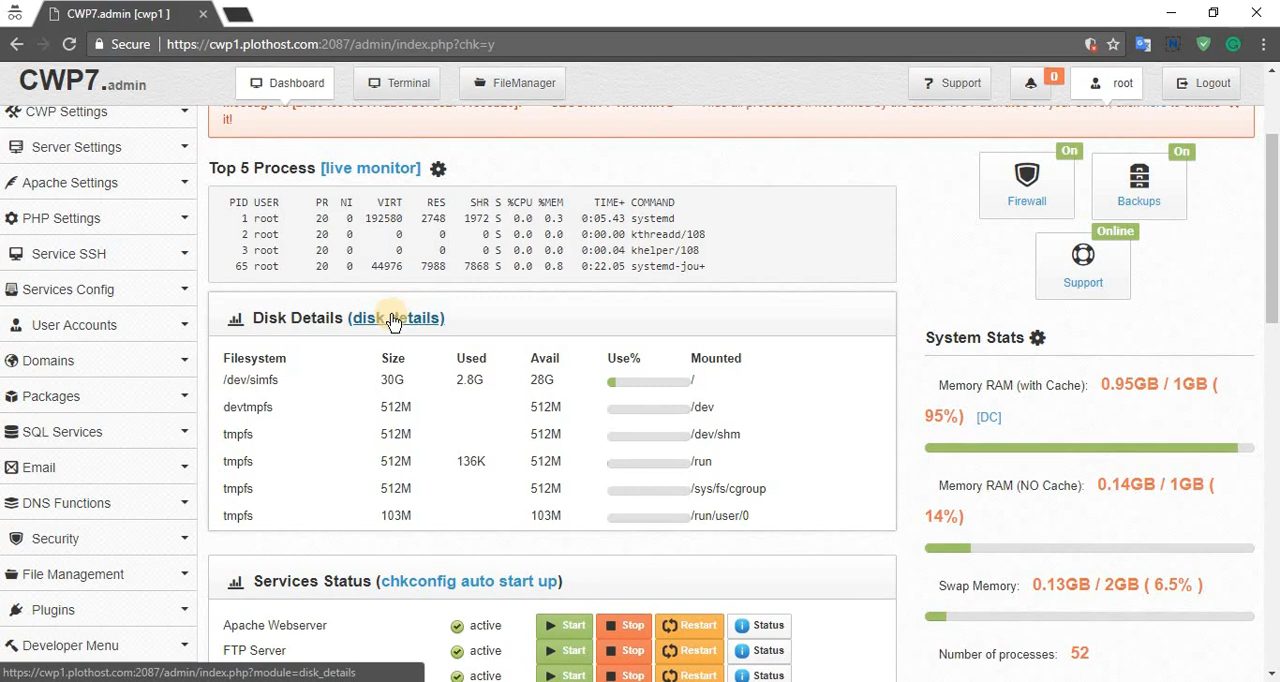 CWP7.admin [cwp1 ]
Secure https://cwp1.plothost.com:2087/admin/index.php?chk=y
CWP7.admin
Dashboard
Terminal
FileManager
Support
0
root
Logout
CWP Settings
Server Settings
Apache Settings
PHP Settings
Service SSH
Services Config
User Accounts
Domains
Packages
SQL Services
Email
DNS Functions
Security
File Management
Plugins
Developer Menu
it!
Top 5 Process [live monitor]
PID USER PR NI VIRT RES SHR S %CPU %MEM TIME+ COMMAND
1 root 20 0 192580 2748 1972 S 0.0 0.3 0:05.43 systemd
2 root 20 0 0 0 0 S 0.0 0.0 0:00.00 kthreadd/108
3 root 20 0 0 0 0 S 0.0 0.0 0:00.04 khelper/108
65 root 20 0 44976 7988 7868 S 0.0 0.8 0:22.05 systemd-jou+
Disk Details (disk details)
Filesystem Size Used Avail Use% Mounted
/dev/simfs 30G 2.8G 28G /
devtmpfs 512M 512M /dev
tmpfs 512M 512M /dev/shm
tmpfs 512M 136K 512M /run
tmpfs 512M 512M /sys/fs/cgroup
tmpfs 103M 103M /run/user/0
Services Status (chkconfig auto start up)
Apache Webserver active Start Stop Restart Status
FTP Server active Start Stop Restart Status
active Start Stop Restart Status
On
Firewall
On
Backups
Online
Support
System Stats
Memory RAM (with Cache): 0.95GB / 1GB (
95%) [DC]
Memory RAM (NO Cache): 0.14GB / 1GB (
14%)
Swap Memory: 0.13GB / 2GB ( 6.5% )
Number of processes: 52
https://cwp1.plothost.com:2087/admin/index.php?module=disk_details